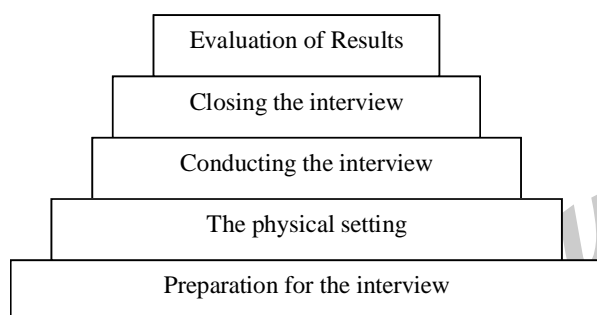 Evaluation of Results
Closing the interview
Conducting the interview
The physical setting
Preparation for the interview